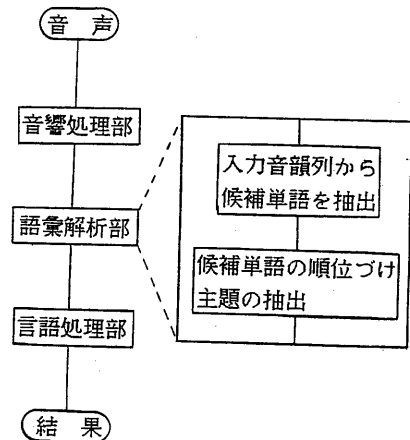 音声
音響処理部
語彙解析部
言語処理部
結果
入力音韻列から
候補単語を抽出
候補単語の順位づけ
主題の抽出